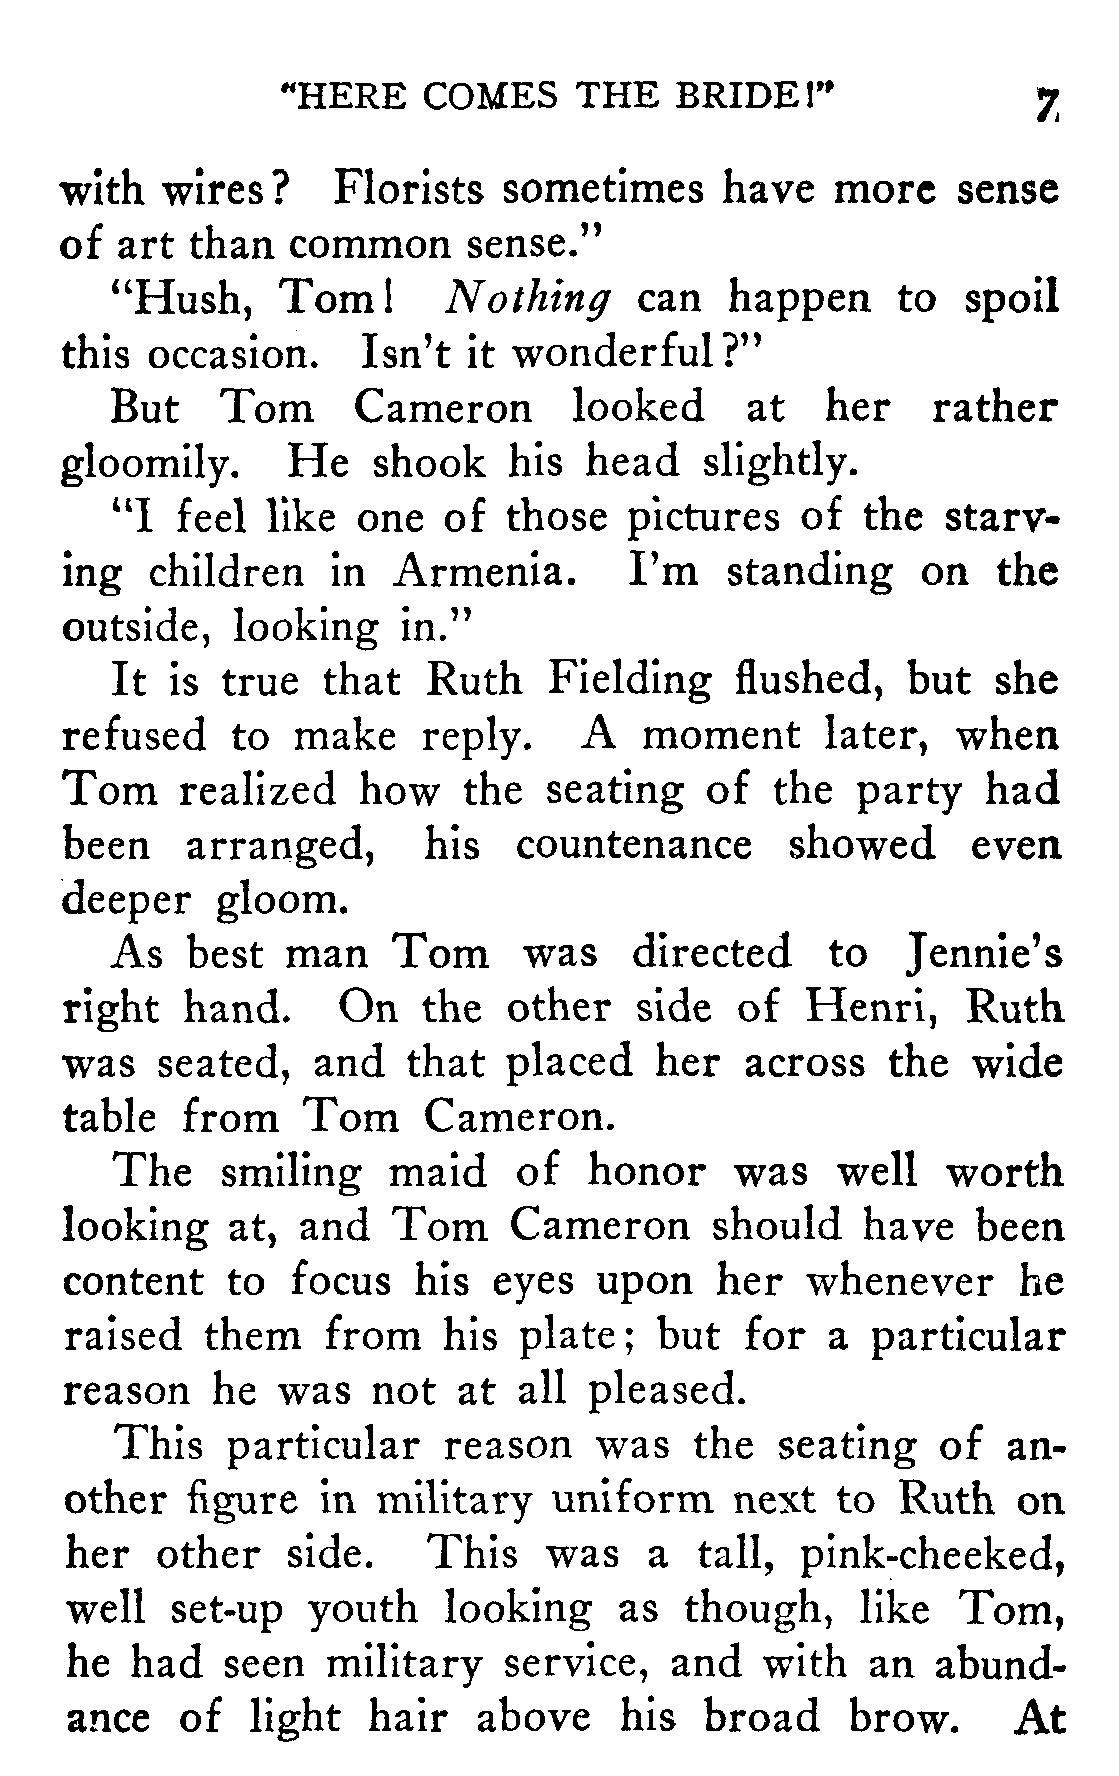 "HERE COMES THE BRIDE!" 7
with wires? Florists sometimes have more sense
of art than common sense."
"Hush, Tom! Nothing can happen to spoil
this occasion. Isn't it wonderful?"
But Tom Cameron looked at her rather
gloomily. He shook his head slightly.
"I feel like one of those pictures of the starv-
ing children in Armenia. I'm standing on the
outside, looking in."
It is true that Ruth Fielding flushed, but she
refused to make reply. A moment later, when
Tom realized how the seating of the party had
been arranged, his countenance showed even
deeper gloom.
As best man Tom was directed to Jennie's
right hand. On the other side of Henri, Ruth
was seated, and that placed her across the wide
table from Tom Cameron.
The smiling maid of honor was well worth
looking at, and Tom Cameron should have been
content to focus his eyes upon her whenever he
raised them from his plate; but for a particular
reason he was not at all pleased.
This particular reason was the seating of an-
other figure in military uniform next to Ruth on
her other side. This was a tall, pink-cheeked,
well set-up youth looking as though, like Tom,
he had seen military service, and with an abund-
ance of light hair above his broad brow. At